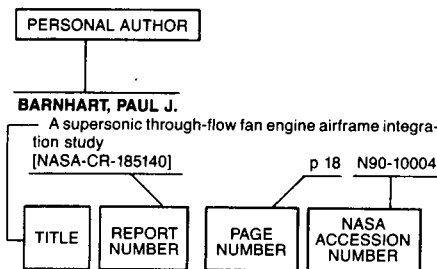 PERSONAL AUTHOR
BARNHART, PAUL J.
A supersonic through-flow fan engine airframe integra-
tion study
[NASA-CR-185140] p 18 N90-10004
TITLE
REPORT
NUMBER
PAGE
NUMBER
NASA
ACCESSION
NUMBER